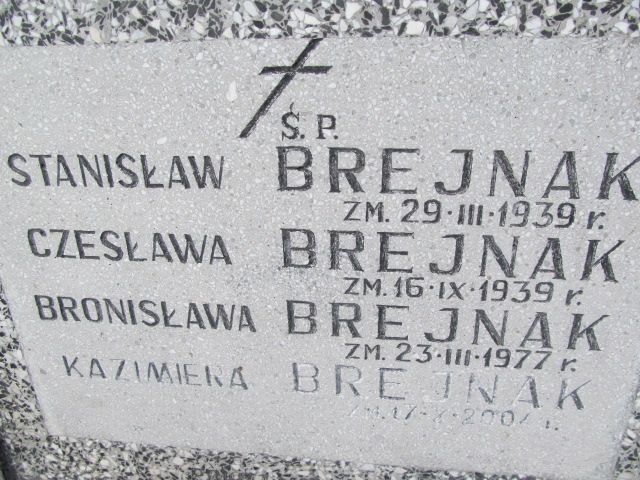 Ś. P.
STANISŁAW BREJNAK
ZM. 29·III·1939 r.
CZESŁAWA BREJNAK
ZM. 16·IX·1939 r.
BRONISŁAWA BREJNAK
ZM. 23·III·1977 r.
KAZIMIERA BREJNAK
ZM.